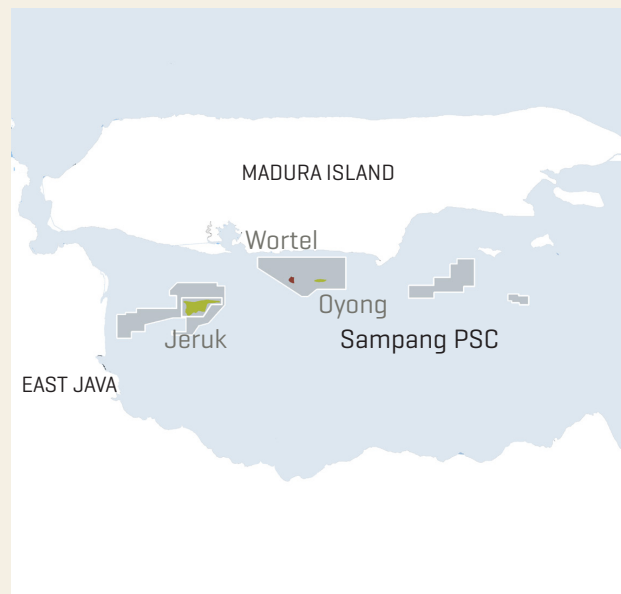 MADURA ISLAND
Wortel
Oyong
Jeruk
Sampang PSC
EAST JAVA